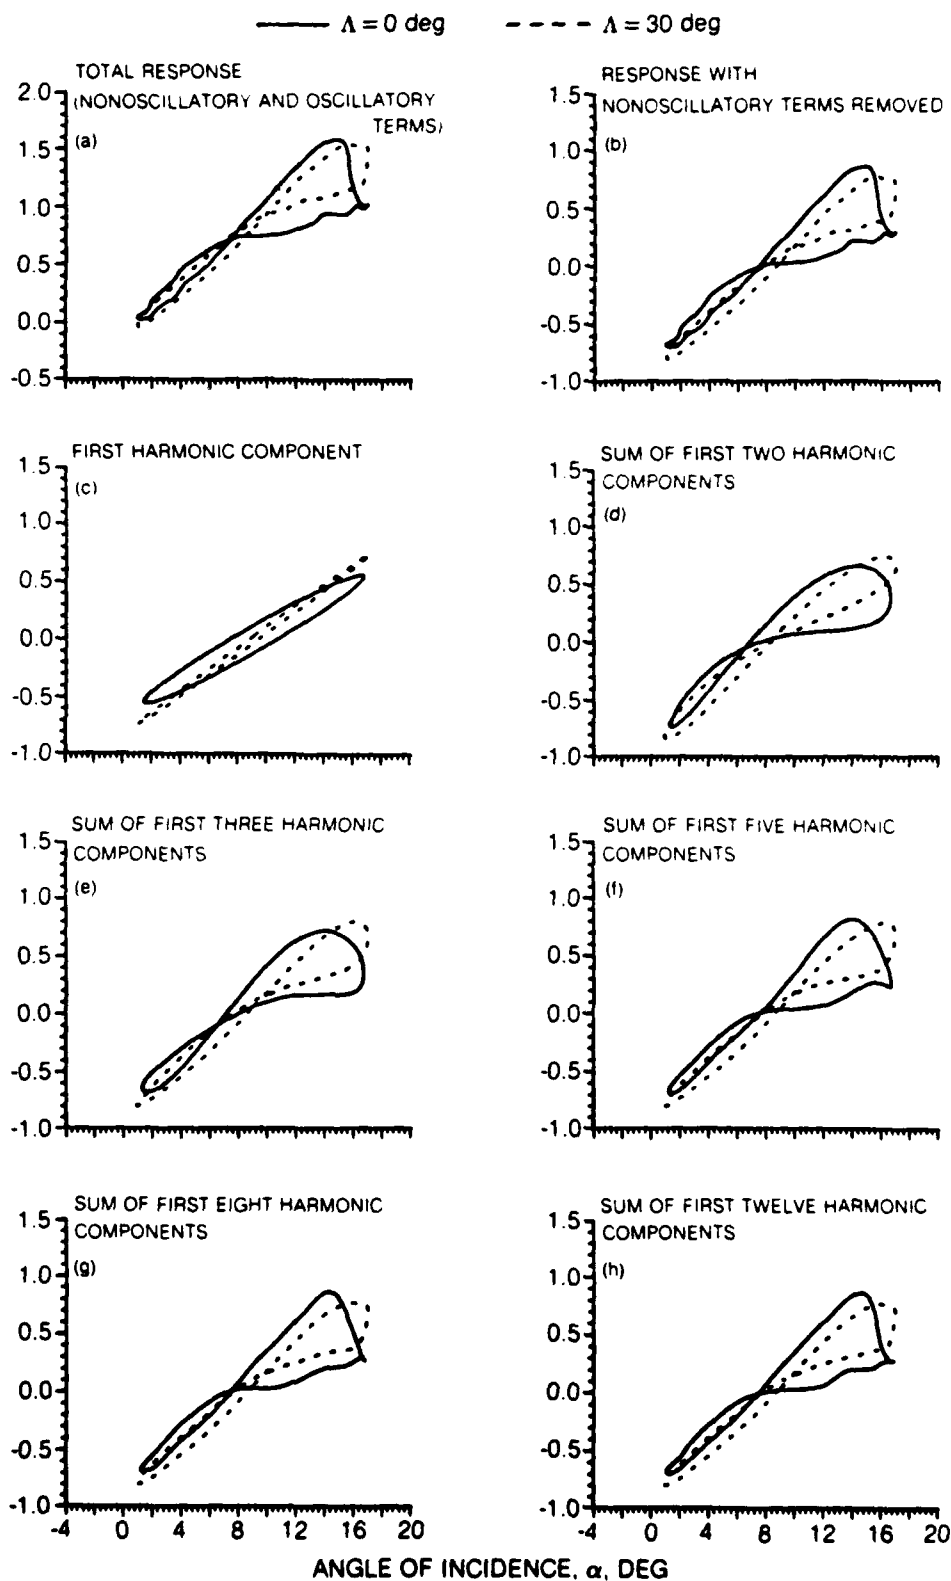 Λ = 0 deg
Λ = 30 deg
TOTAL RESPONSE
(NONOSCILLATORY AND OSCILLATORY
TERMS)
(a)
2.0
1.5
1.0
0.5
0.0
-0.5
RESPONSE WITH
NONOSCILLATORY TERMS REMOVED
(b)
1.5
1.0
0.5
0.0
-0.5
-1.0
FIRST HARMONIC COMPONENT
(c)
1.5
1.0
0.5
0.0
-0.5
-1.0
SUM OF FIRST TWO HARMONIC
COMPONENTS
(d)
1.5
1.0
0.5
0.0
-0.5
-1.0
SUM OF FIRST THREE HARMONIC
COMPONENTS
(e)
1.5
1.0
0.5
0.0
-0.5
-1.0
SUM OF FIRST FIVE HARMONIC
COMPONENTS
(f)
1.5
1.0
0.5
0.0
-0.5
-1.0
SUM OF FIRST EIGHT HARMONIC
COMPONENTS
(g)
1.5
1.0
0.5
0.0
-0.5
-1.0
-4 0 4 8 12 16 20
SUM OF FIRST TWELVE HARMONIC
COMPONENTS
(h)
1.5
1.0
0.5
0.0
-0.5
-1.0
-4 0 4 8 12 16 20
ANGLE OF INCIDENCE, α, DEG